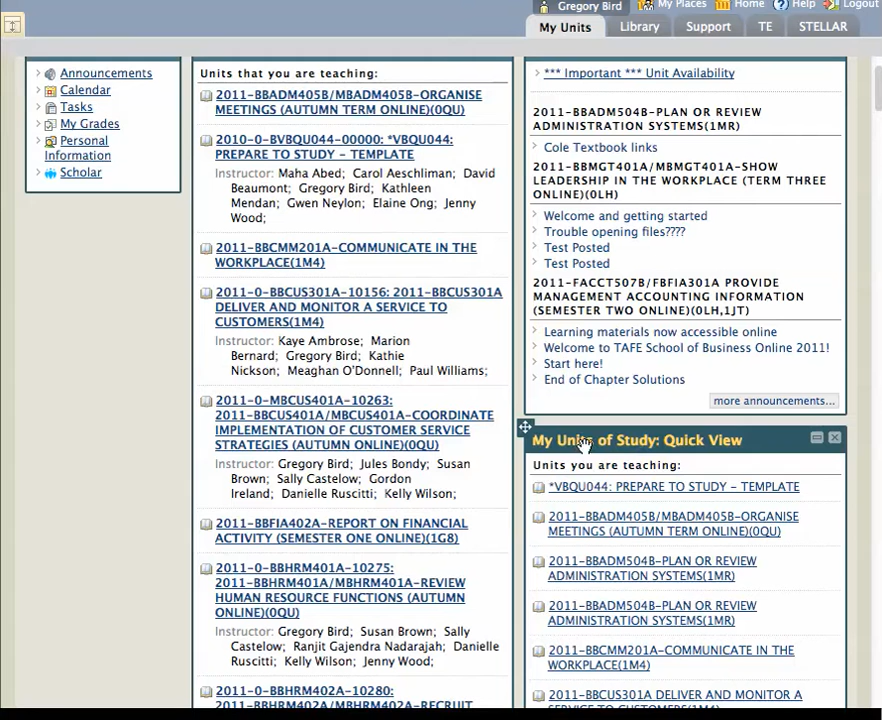 Gregory Bird
My Places
Home
Help
Logout
My Units
Library
Support
TE
STELLAR
Announcements
Calendar
Tasks
My Grades
Personal
Information
Scholar
Units that you are teaching:
2011-BBADM405B/MBADM405B-ORGANISE
MEETINGS (AUTUMN TERM ONLINE)(0QU)
2010-0-BVBQU044-00000: *VBQU044:
PREPARE TO STUDY - TEMPLATE
Instructor: Maha Abed; Carol Aeschliman; David
Beaumont; Gregory Bird; Kathleen
Mendan; Gwen Neylon; Elaine Ong; Jenny
Wood;
2011-BBCMM201A-COMMUNICATE IN THE
WORKPLACE(1M4)
2011-0-BBCUS301A-10156: 2011-BBCUS301A
DELIVER AND MONITOR A SERVICE TO
CUSTOMERS(1M4)
Instructor: Kaye Ambrose; Marion
Bernard; Gregory Bird; Kathie
Nickson; Meaghan O'Donnell; Paul Williams;
2011-0-MBCUS401A-10263:
2011-BBCUS401A/MBCUS401A-COORDINATE
IMPLEMENTATION OF CUSTOMER SERVICE
STRATEGIES (AUTUMN ONLINE)(0QU)
Instructor: Gregory Bird; Jules Bondy; Susan
Brown; Sally Castelow; Gordon
Ireland; Danielle Ruscitti; Kelly Wilson;
2011-BBFIA402A-REPORT ON FINANCIAL
ACTIVITY (SEMESTER ONE ONLINE)(1G8)
2011-0-BBHRM401A-10275:
2011-BBHRM401A/MBHRM401A-REVIEW
HUMAN RESOURCE FUNCTIONS (AUTUMN
ONLINE)(0QU)
Instructor: Gregory Bird; Susan Brown; Sally
Castelow; Ranjit Gajendra Nadarajah; Danielle
Ruscitti; Kelly Wilson; Jenny Wood;
2011-0-BBHRM402A-10280:
2011-BBHRM402A/MBHRM402A-RECRUIT
*** Important *** Unit Availability
2011-BBADM504B-PLAN OR REVIEW
ADMINISTRATION SYSTEMS(1MR)
Cole Textbook links
2011-BBMGT401A/MBMGT401A-SHOW
LEADERSHIP IN THE WORKPLACE (TERM THREE
ONLINE)(0LH)
Welcome and getting started
Trouble opening files????
Test Posted
Test Posted
2011-FACCT507B/FBFIA301A PROVIDE
MANAGEMENT ACCOUNTING INFORMATION
(SEMESTER TWO ONLINE)(0LH,1JT)
Learning materials now accessible online
Welcome to TAFE School of Business Online 2011!
Start here!
End of Chapter Solutions
more announcements...
My Units of Study: Quick View
Units you are teaching:
*VBQU044: PREPARE TO STUDY - TEMPLATE
2011-BBADM405B/MBADM405B-ORGANISE
MEETINGS (AUTUMN TERM ONLINE)(0QU)
2011-BBADM504B-PLAN OR REVIEW
ADMINISTRATION SYSTEMS(1MR)
2011-BBADM504B-PLAN OR REVIEW
ADMINISTRATION SYSTEMS(1MR)
2011-BBCMM201A-COMMUNICATE IN THE
WORKPLACE(1M4)
2011-BBCUS301A DELIVER AND MONITOR A